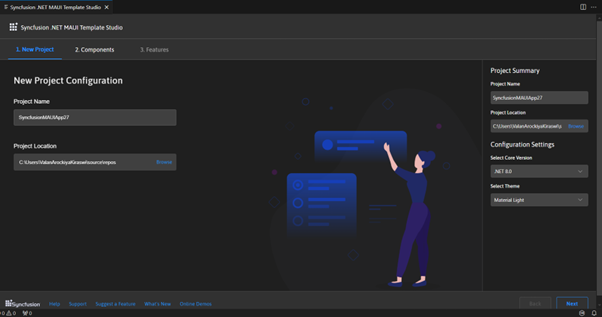 Syncfusion .NET MAUI Template Studio
Syncfusion .NET MAUI Template Studio
1. New Project
2. Components
3. Features
New Project Configuration
Project Name
SyncfusionMAUIApp27
Project Location
C:\Users\ValanArockiyaKiraswi\source\repos
Browse
Project Summary
Project Name
SyncfusionMAUIApp27
Project Location
C:\Users\ValanArockiyaKiraswi\s
Browse
Configuration Settings
Select Core Version
.NET 8.0
Select Theme
Material Light
Syncfusion
Help
Support
Suggest a Feature
What's New
Online Demos
Back
Next
0
0
0